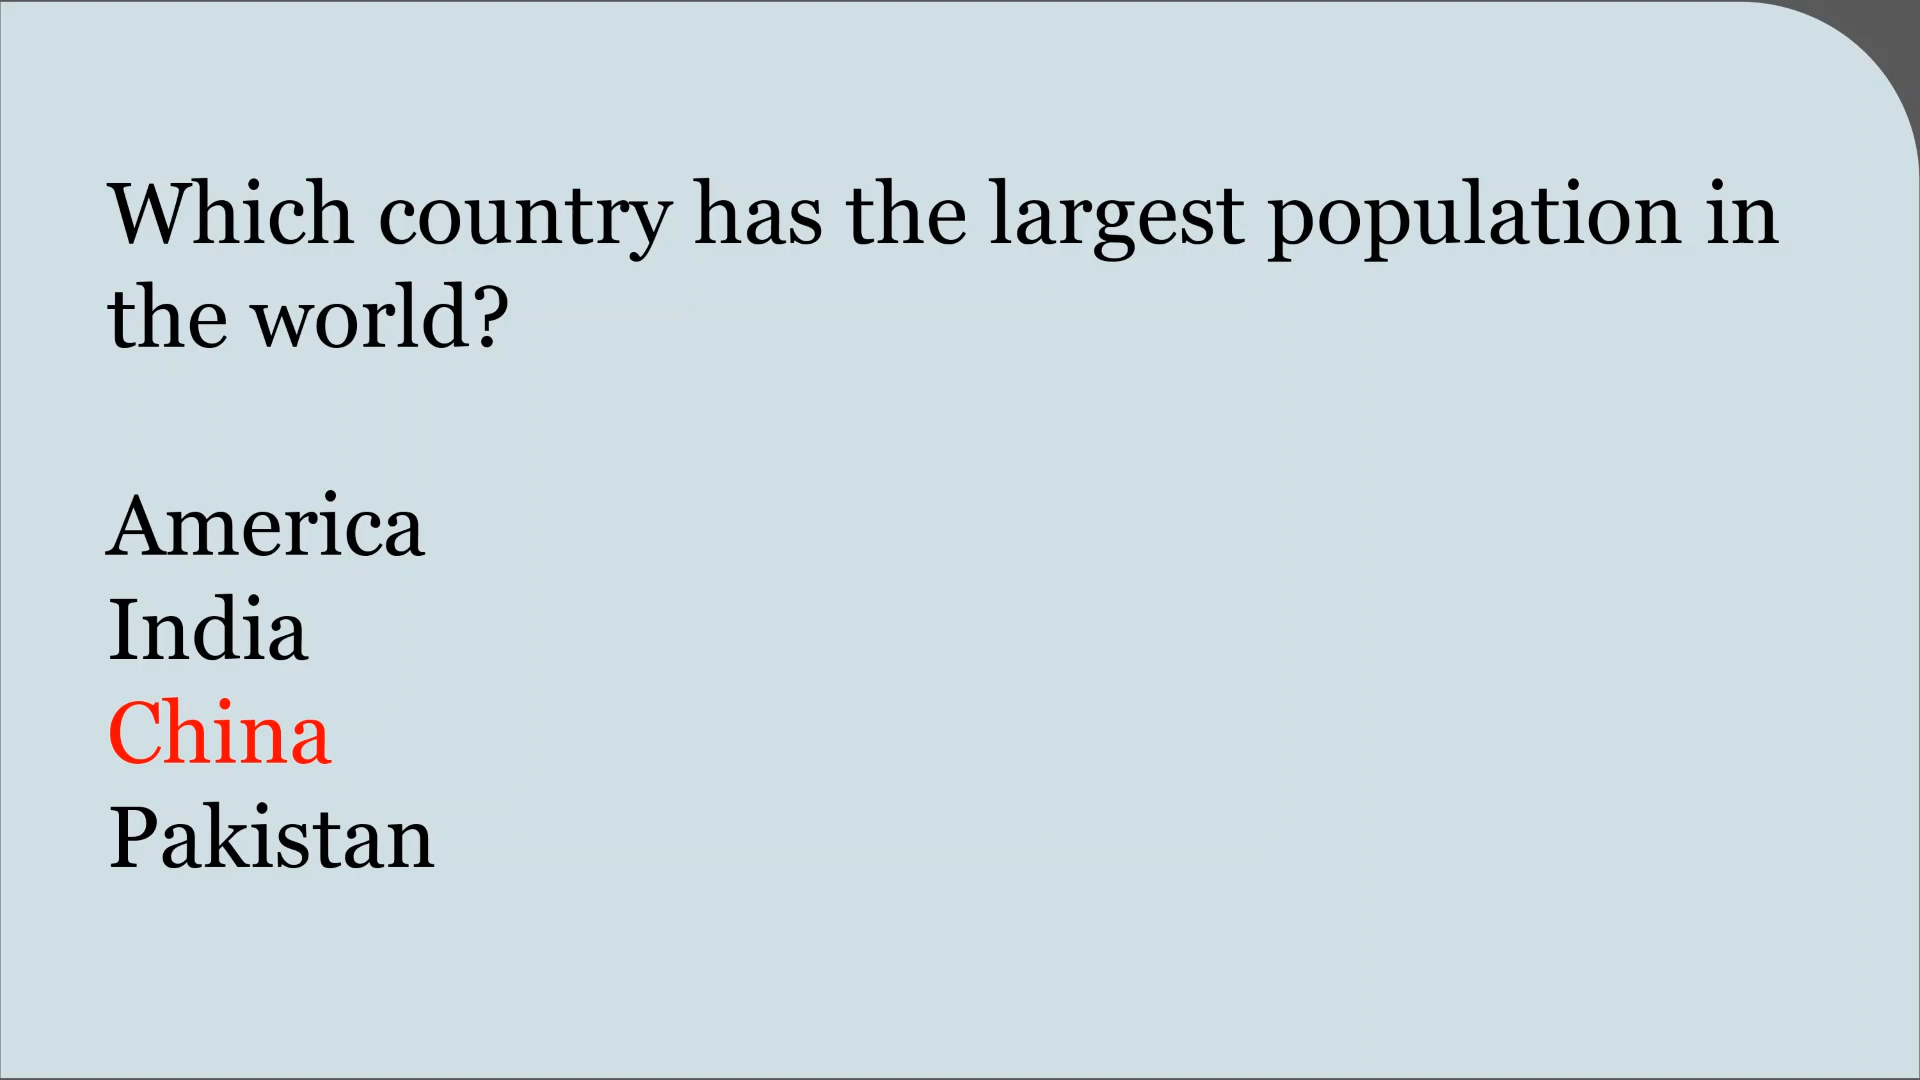 Which country has the largest population in
the world?
America
India
China
Pakistan